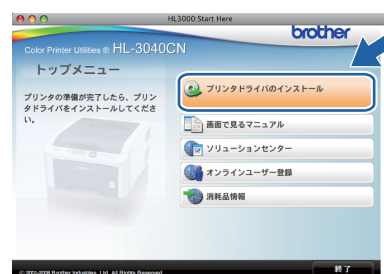 HL3000:Start Here
brother
Color Printer Utilities ® HL-3040CN
トップメニュー
プリンタの準備が完了したら、プリン
タドライバをインストールしてくださ
い。
プリンタドライバのインストール
画面で見るマニュアル
ソリューションセンター
オンラインユーザー登録
消耗品情報
© 2001-2008 Brother Industries, Ltd. All Rights Reserved.
終了